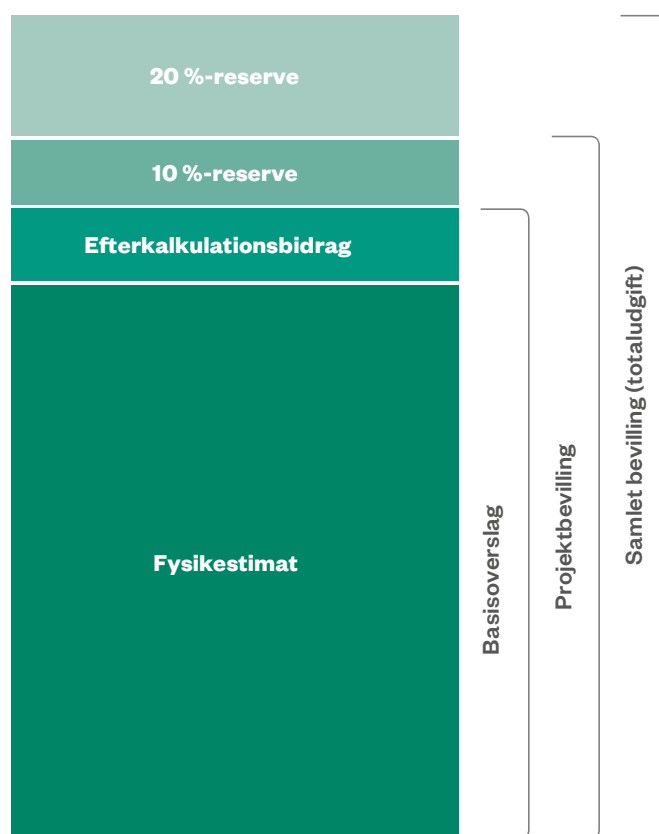 20 %-reserve
10 %-reserve
Efterkalkulationsbidrag
Fysikestimat
Basisoverslag
Projektbevilling
Samlet bevilling (totaludgift)